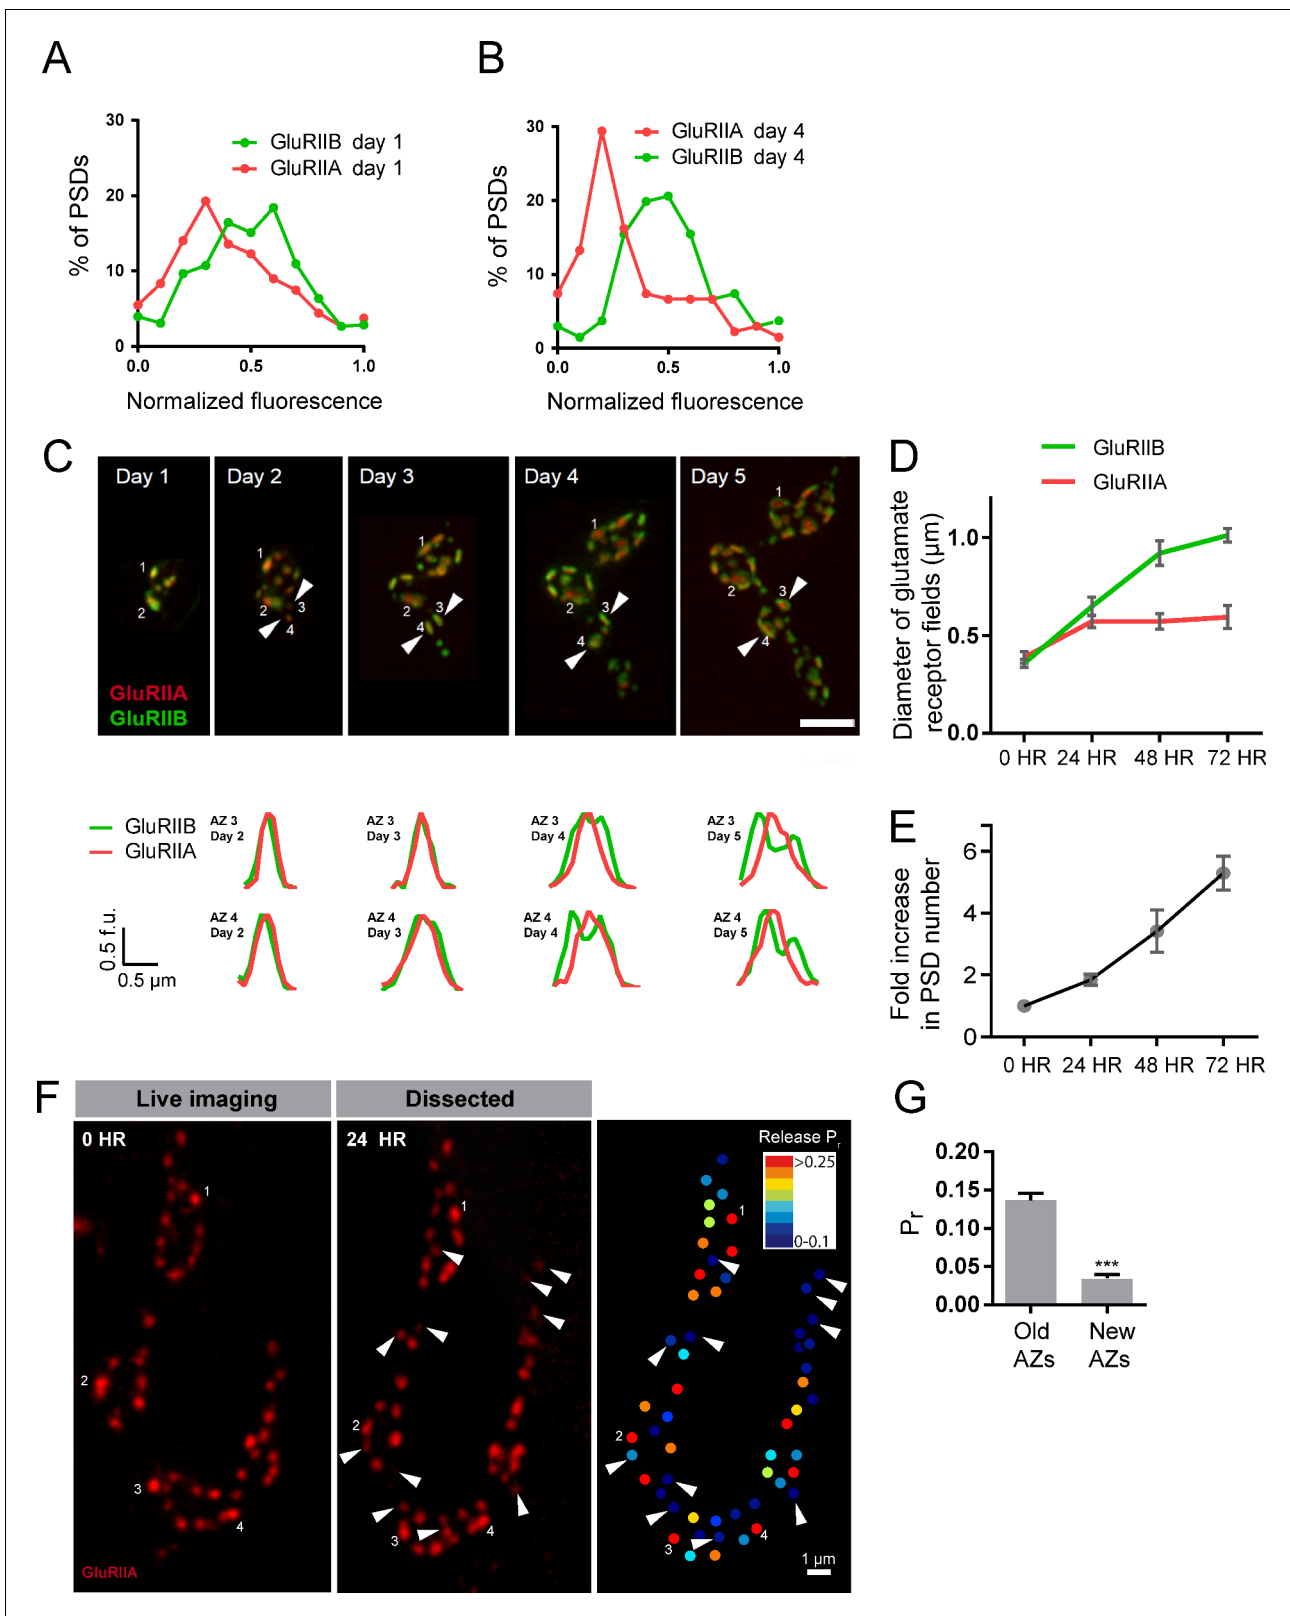 A
30
20
10
0
% of PSDs
GluRIIB day 1
GluRIIA day 1
0.0
0.5
1.0
Normalized fluorescence
B
30
20
10
0
% of PSDs
GluRIIA day 4
GluRIIB day 4
0.0
0.5
1.0
Normalized fluorescence
C
Day 1
1
2
GluRIIA
GluRIIB
Day 2
1
2
3
4
Day 3
1
2
3
4
Day 4
1
2
3
4
Day 5
1
2
3
4
GluRIIB
GluRIIA
AZ 3
Day 2
AZ 3
Day 3
AZ 3
Day 4
AZ 3
Day 5
AZ 4
Day 2
AZ 4
Day 3
AZ 4
Day 4
AZ 4
Day 5
0.5 f.u.
0.5 µm
D
GluRIIB
GluRIIA
Diameter of glutamate
receptor fields (µm)
1.0
0.5
0.0
0 HR
24 HR
48 HR
72 HR
E
Fold increase
in PSD number
6
4
2
0
0 HR
24 HR
48 HR
72 HR
F
Live imaging
Dissected
0 HR
1
2
3
4
GluRIIA
24 HR
1
2
3
4
Release Pr
>0.25
0-0.1
1
2
3
4
1 µm
G
Pr
0.20
0.15
0.10
0.05
0.00
***
Old
AZs
New
AZs